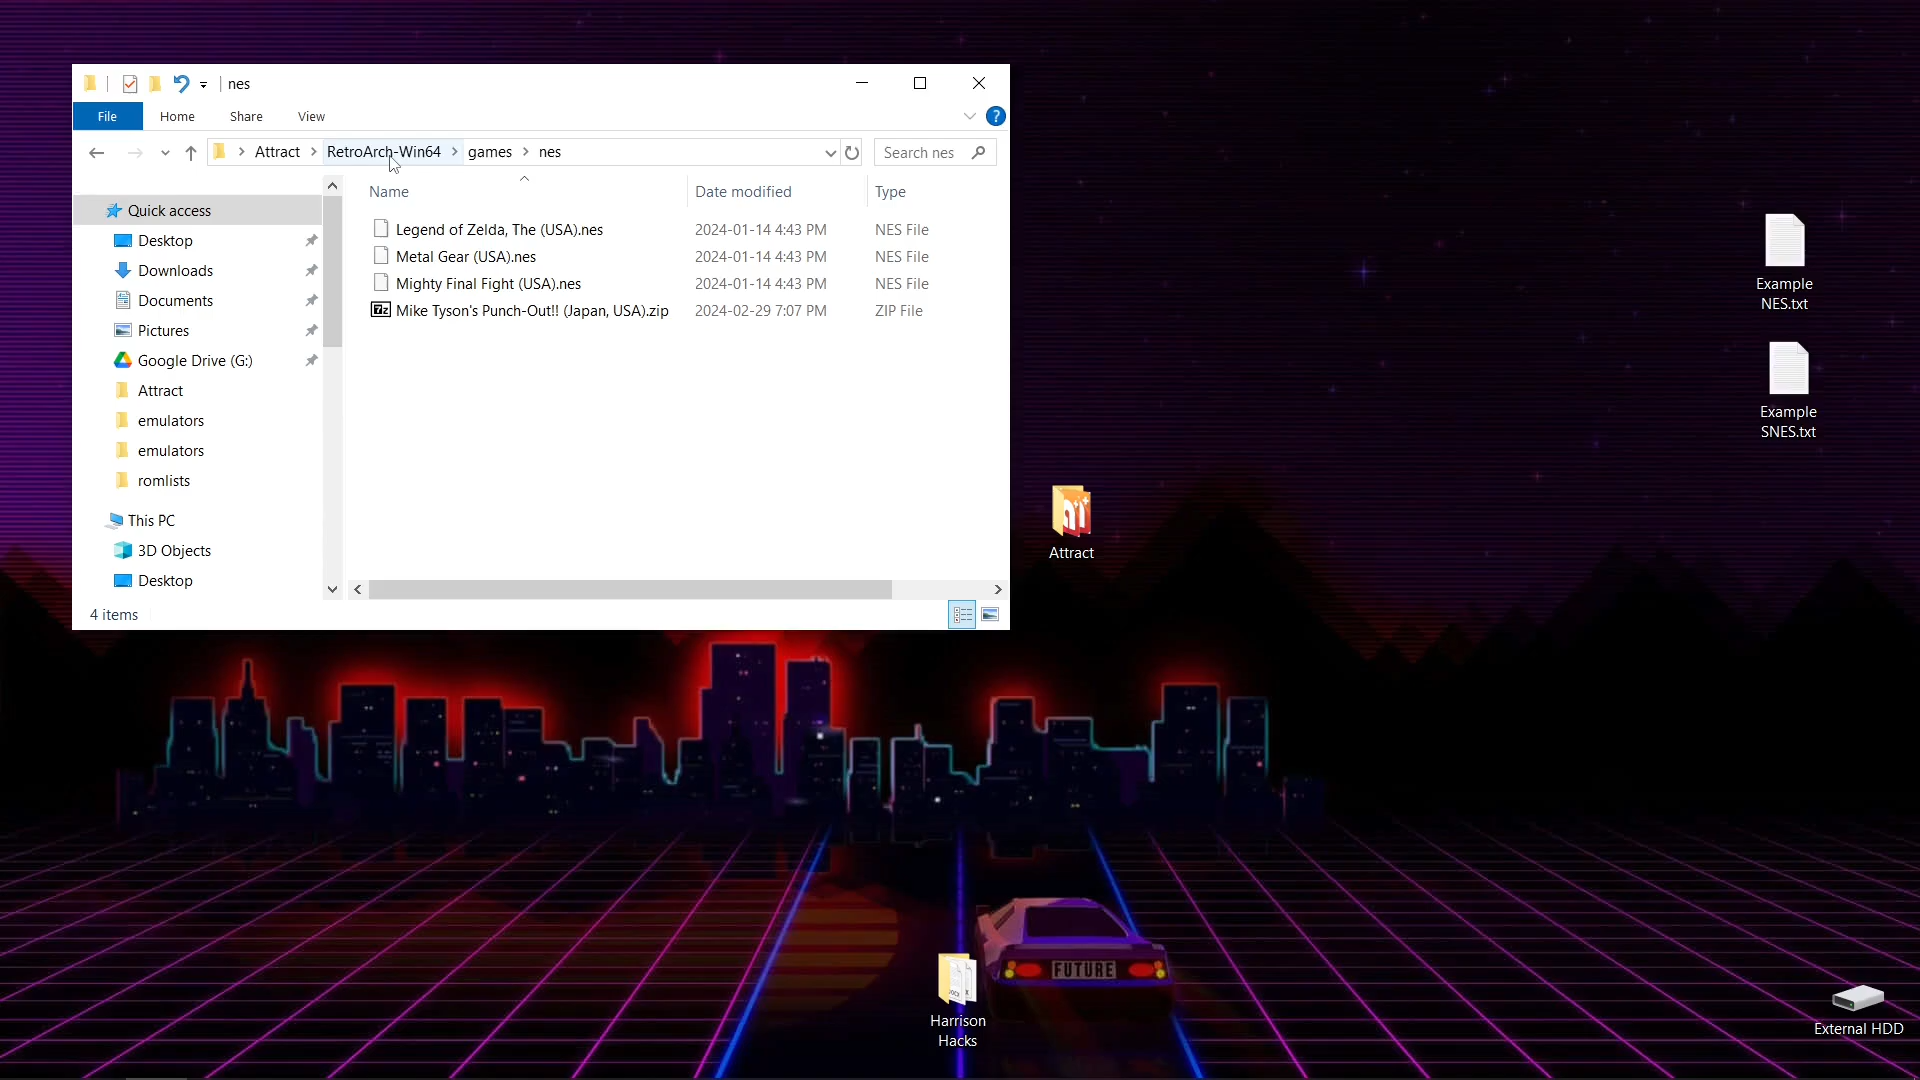 nes
File Home Share View
Attract RetroArch-Win64 games nes
Search nes
Name Date modified Type
Quick access
Desktop
Downloads
Documents
Pictures
Google Drive (G:)
Attract
emulators
emulators
romlists
This PC
3D Objects
Desktop
Legend of Zelda, The (USA).nes 2024-01-14 4:43 PM NES File
Metal Gear (USA).nes 2024-01-14 4:43 PM NES File
Mighty Final Fight (USA).nes 2024-01-14 4:43 PM NES File
7z Mike Tyson's Punch-Out!! (Japan, USA).zip 2024-02-29 7:07 PM ZIP File
4 items
Example
NES.txt
Example
SNES.txt
Attract
FUTURE
Harrison
Hacks
External HDD